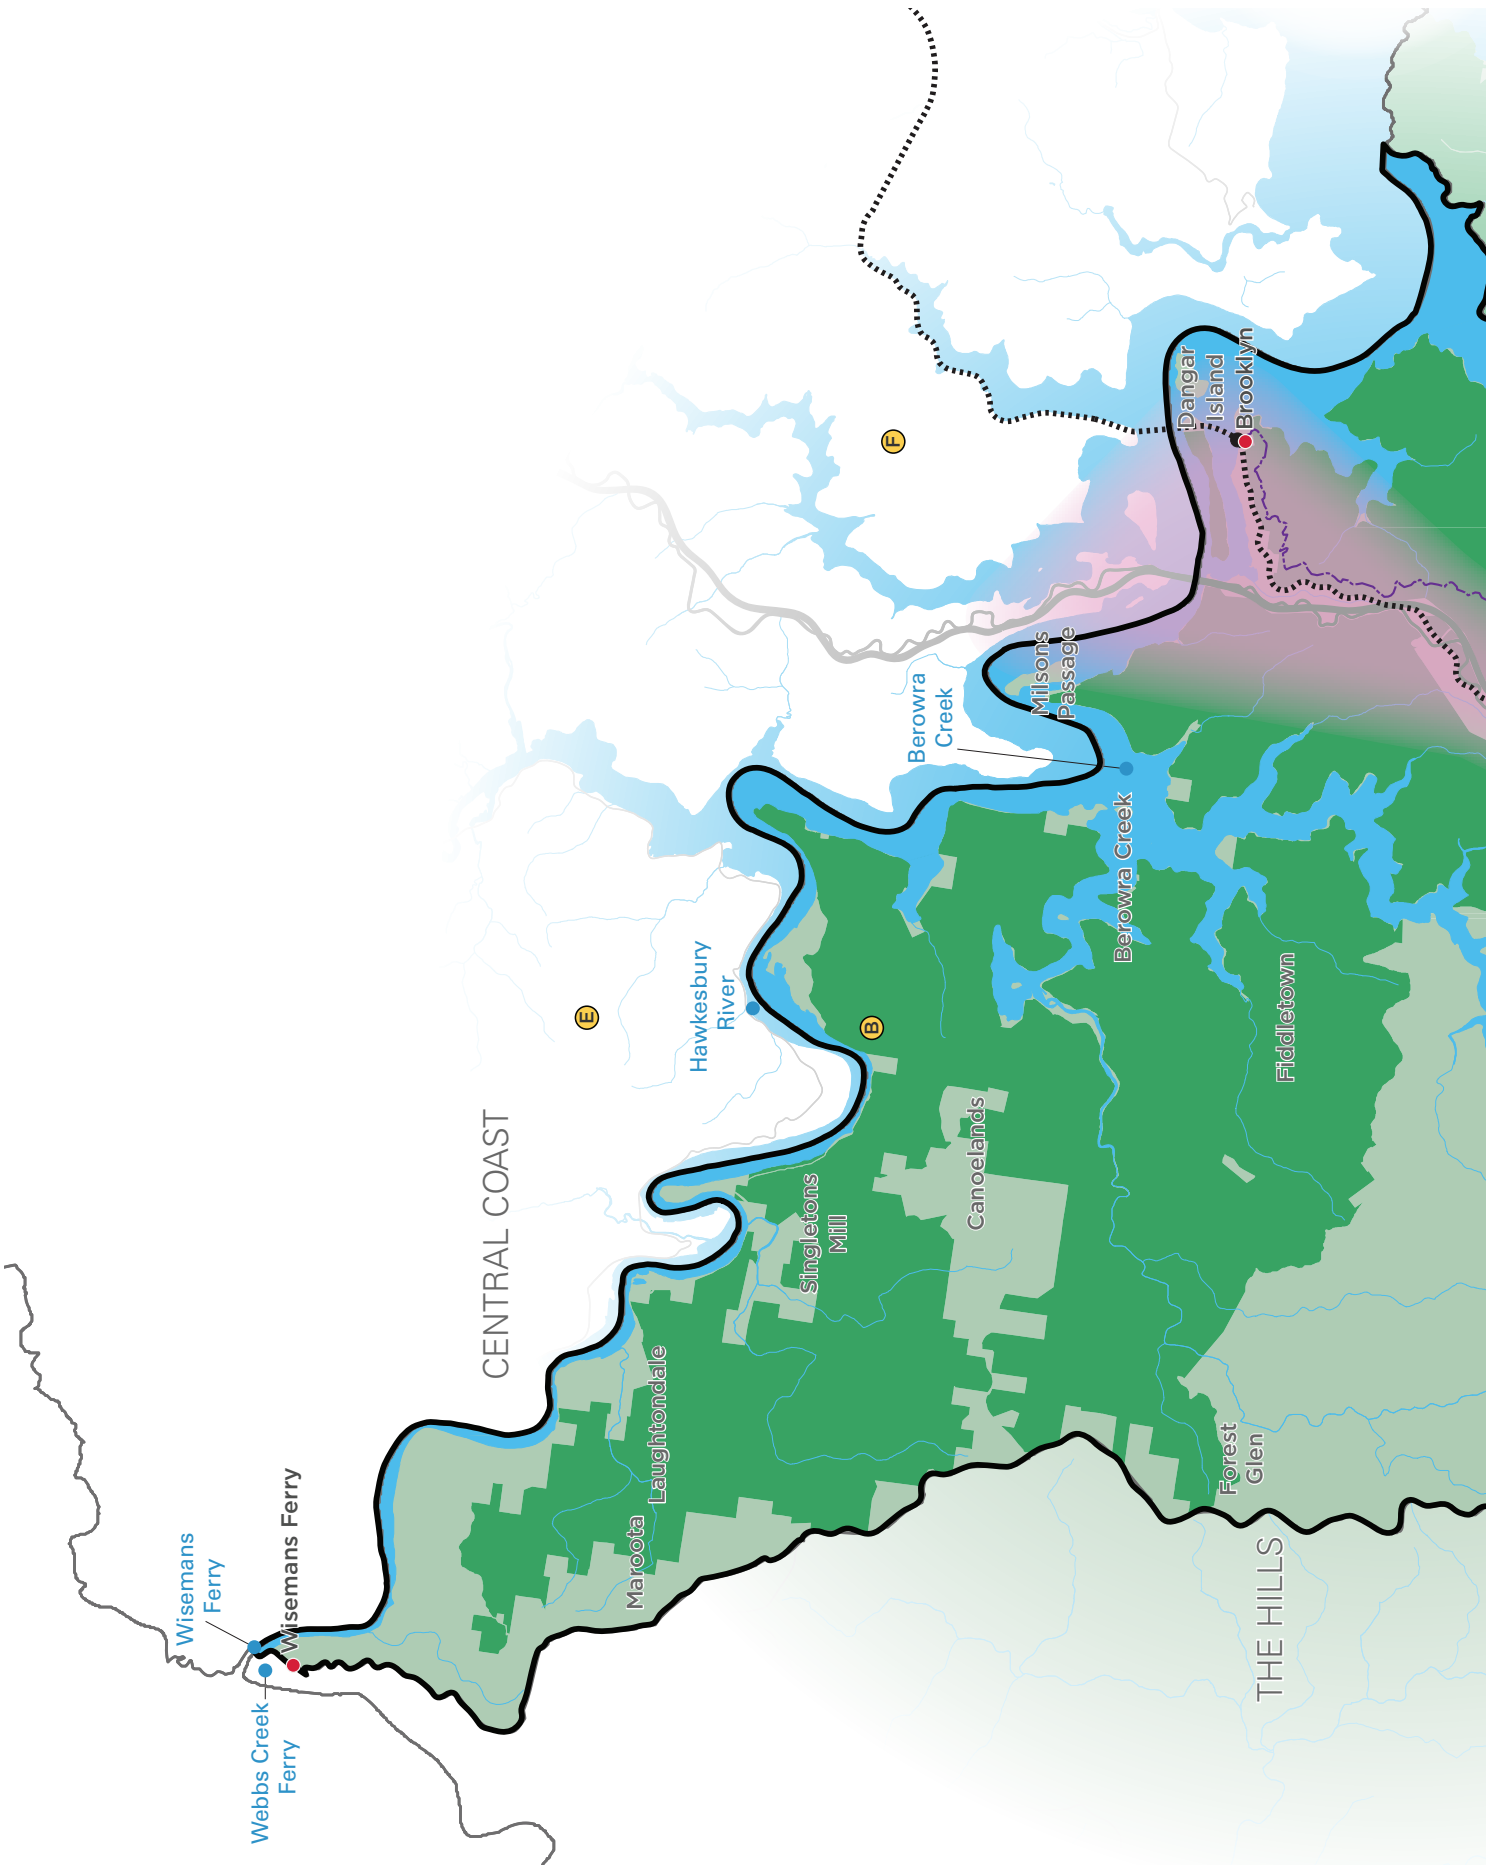 Wisemans
Ferry
Webbs Creek
Ferry
Wisemans Ferry
CENTRAL COAST
E
Maroota
Laughtondale
Hawkesbury
River
Singletons
Mill
B
F
Berowra
Creek
Canoelands
Milsons
Passage
Berowra Creek
Dangar
Island
Brooklyn
Forest
Glen
THE HILLS
Fiddletown